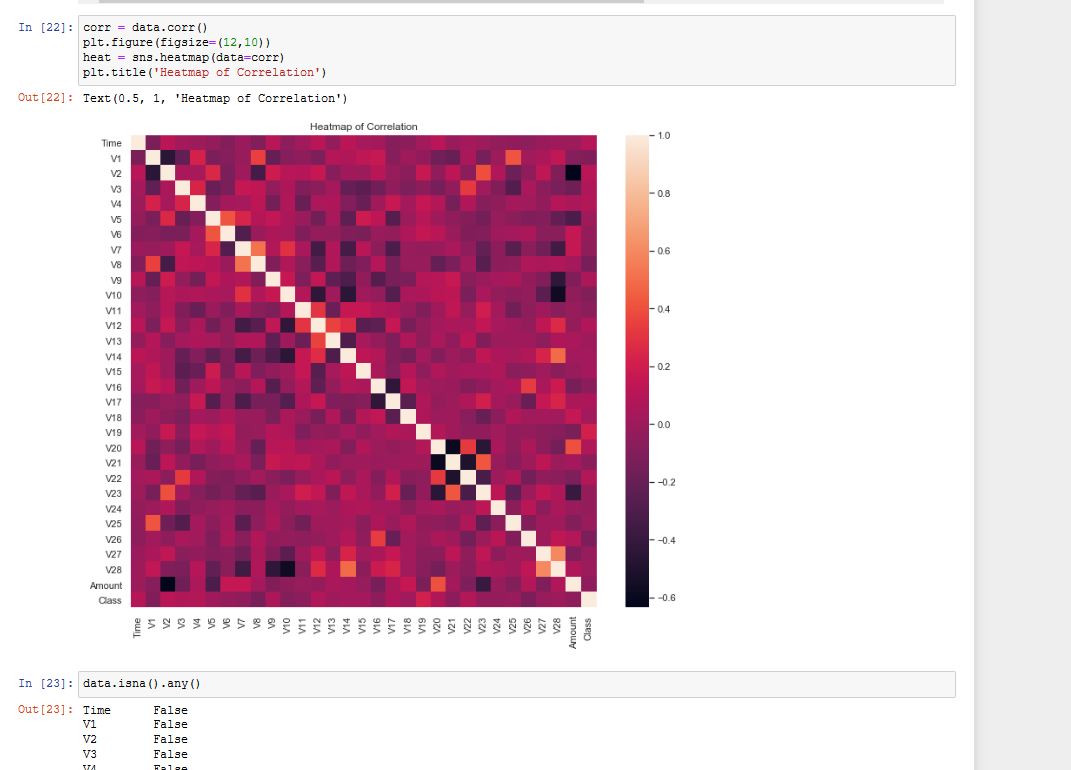 In [22]: corr = data.corr()
plt.figure(figsize=(12,10))
heat = sns.heatmap(data=corr)
plt.title('Heatmap of Correlation')
Out[22]: Text(0.5, 1, 'Heatmap of Correlation')
Heatmap of Correlation
Time
V1
V2
V3
V4
V5
V6
V7
V8
V9
V10
V11
V12
V13
V14
V15
V16
V17
V18
V19
V20
V21
V22
V23
V24
V25
V26
V27
V28
Amount
Class
Time V1 V2 V3 V4 V5 V6 V7 V8 V9 V10 V11 V12 V13 V14 V15 V16 V17 V18 V19 V20 V21 V22 V23 V24 V25 V26 V27 V28 Amount Class
1.0
0.8
0.6
0.4
0.2
0.0
−0.2
−0.4
−0.6
In [23]: data.isna().any()
Out[23]: Time False
V1 False
V2 False
V3 False
V4 False